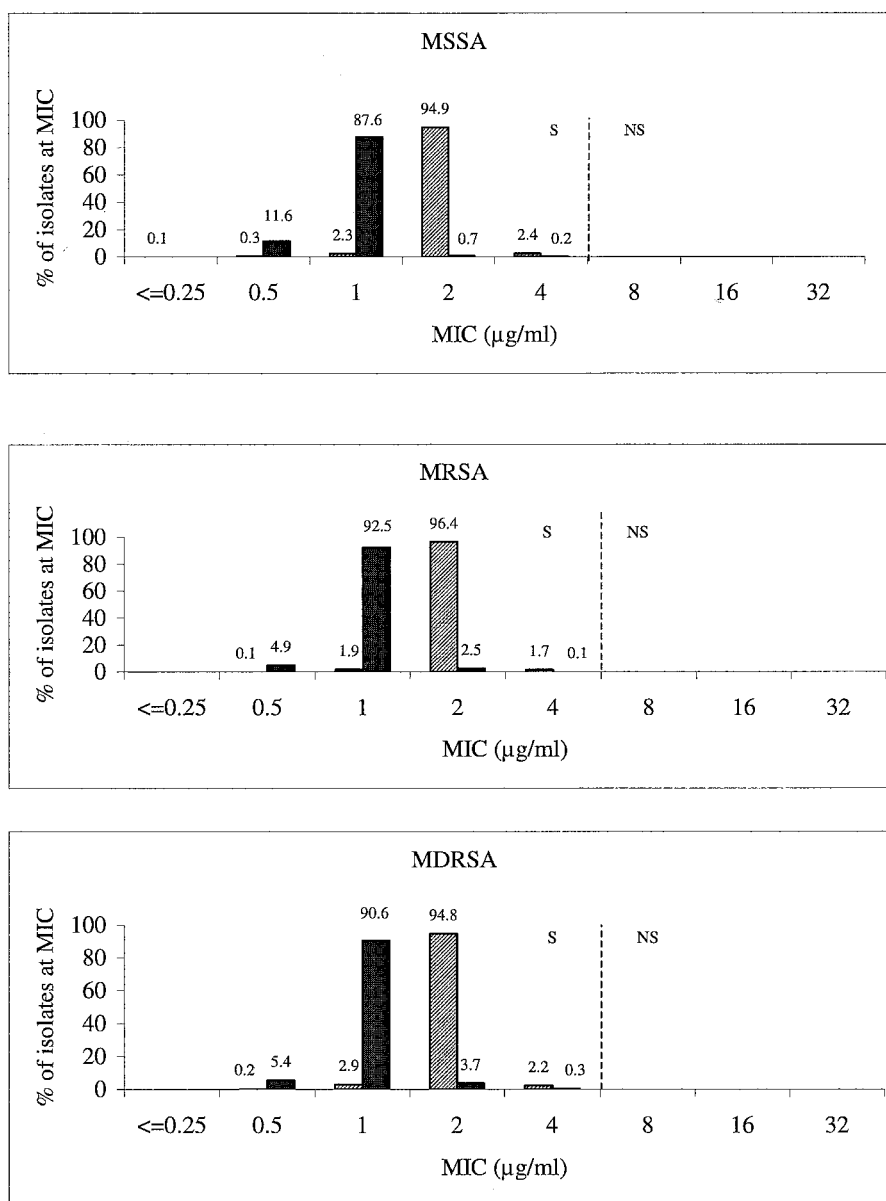 MSSA
% of isolates at MIC
100
80
60
40
20
0
0.1
0.3
11.6
2.3
87.6
94.9
0.7
2.4
0.2
S
NS
<=0.25 0.5 1 2 4 8 16 32
MIC (µg/ml)
MRSA
% of isolates at MIC
100
80
60
40
20
0
0.1
4.9
1.9
92.5
96.4
2.5
1.7
0.1
S
NS
<=0.25 0.5 1 2 4 8 16 32
MIC (µg/ml)
MDRSA
% of isolates at MIC
100
80
60
40
20
0
0.2
5.4
2.9
90.6
94.8
3.7
2.2
0.3
S
NS
<=0.25 0.5 1 2 4 8 16 32
MIC (µg/ml)